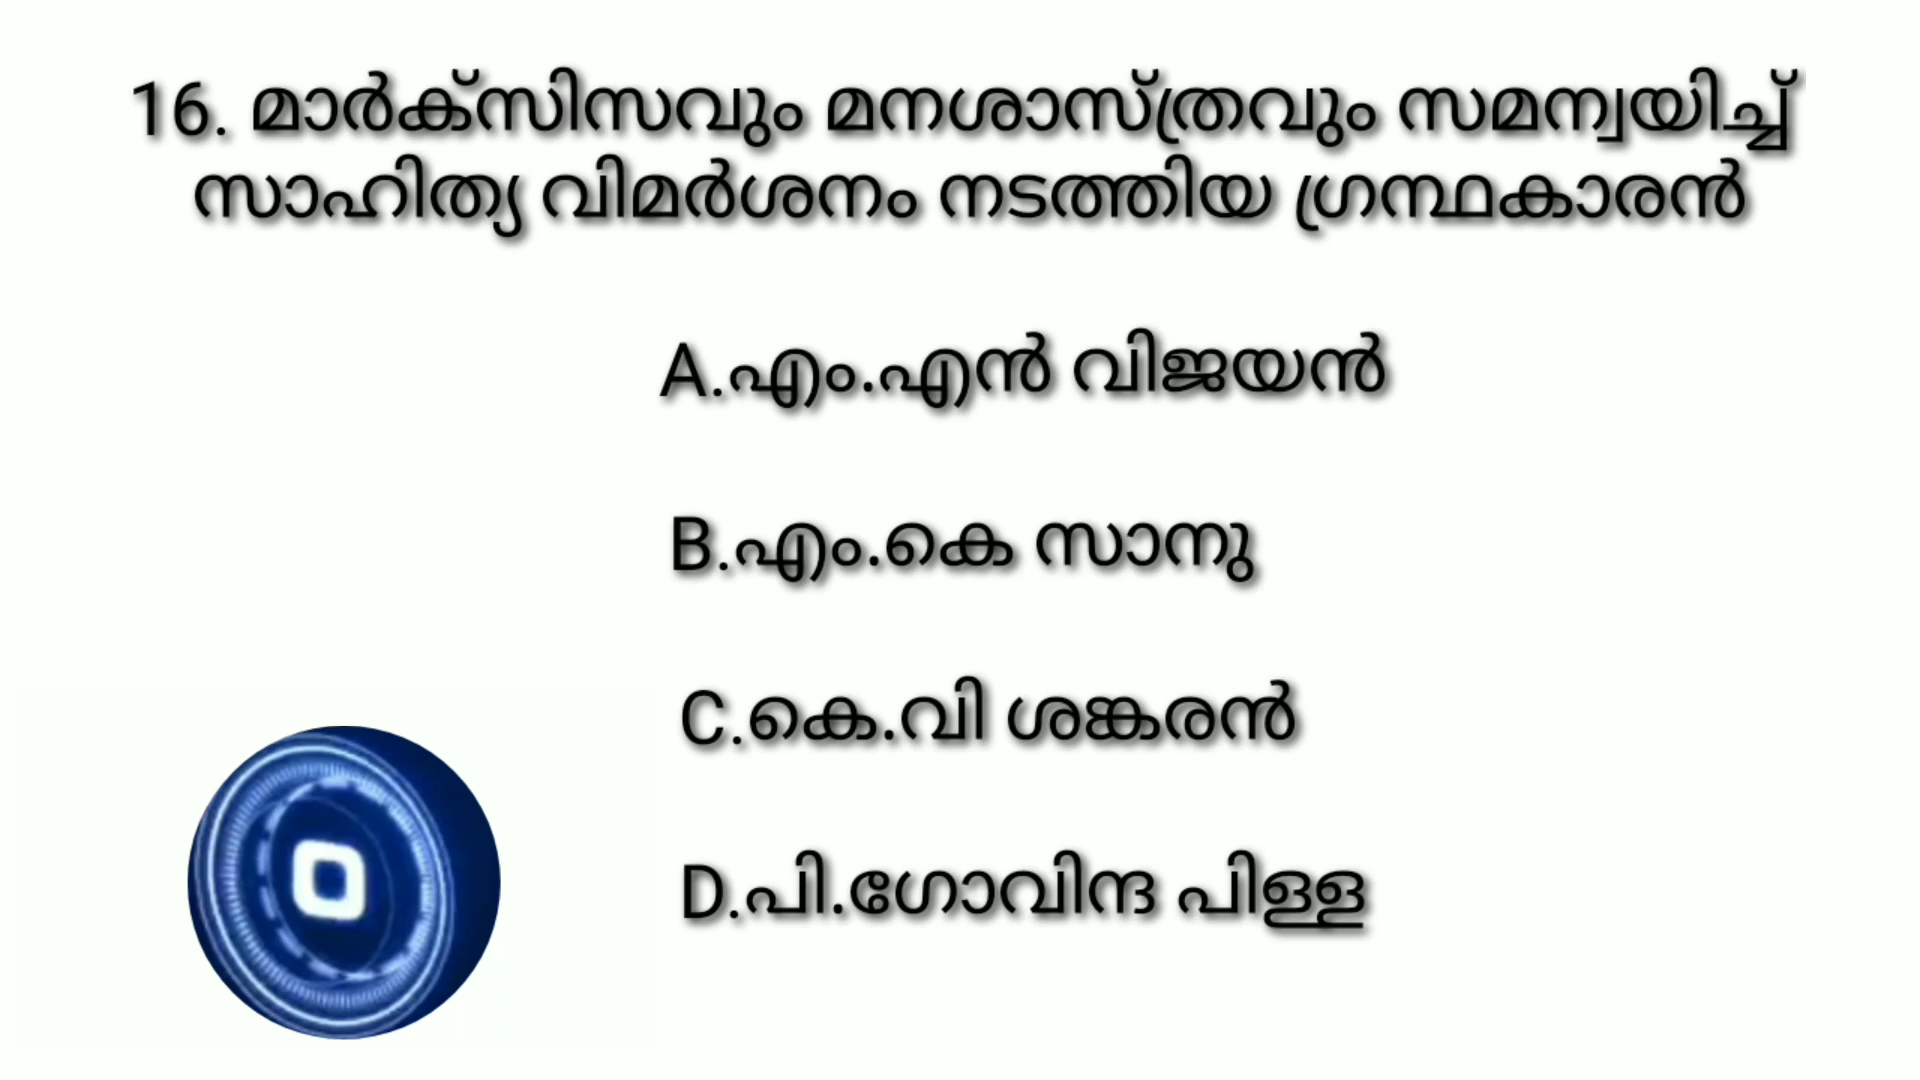 16. മാർക്സിസവും മനശാസ്ത്രവും സമന്വയിച്ച്
സാഹിത്യ വിമർശനം നടത്തിയ ഗ്രന്ഥകാരൻ
A.എം.എൻ വിജയൻ
B.എം.കെ സാനു
C.കെ.വി ശങ്കരൻ
D.പി.ഗോവിന്ദ പിള്ള